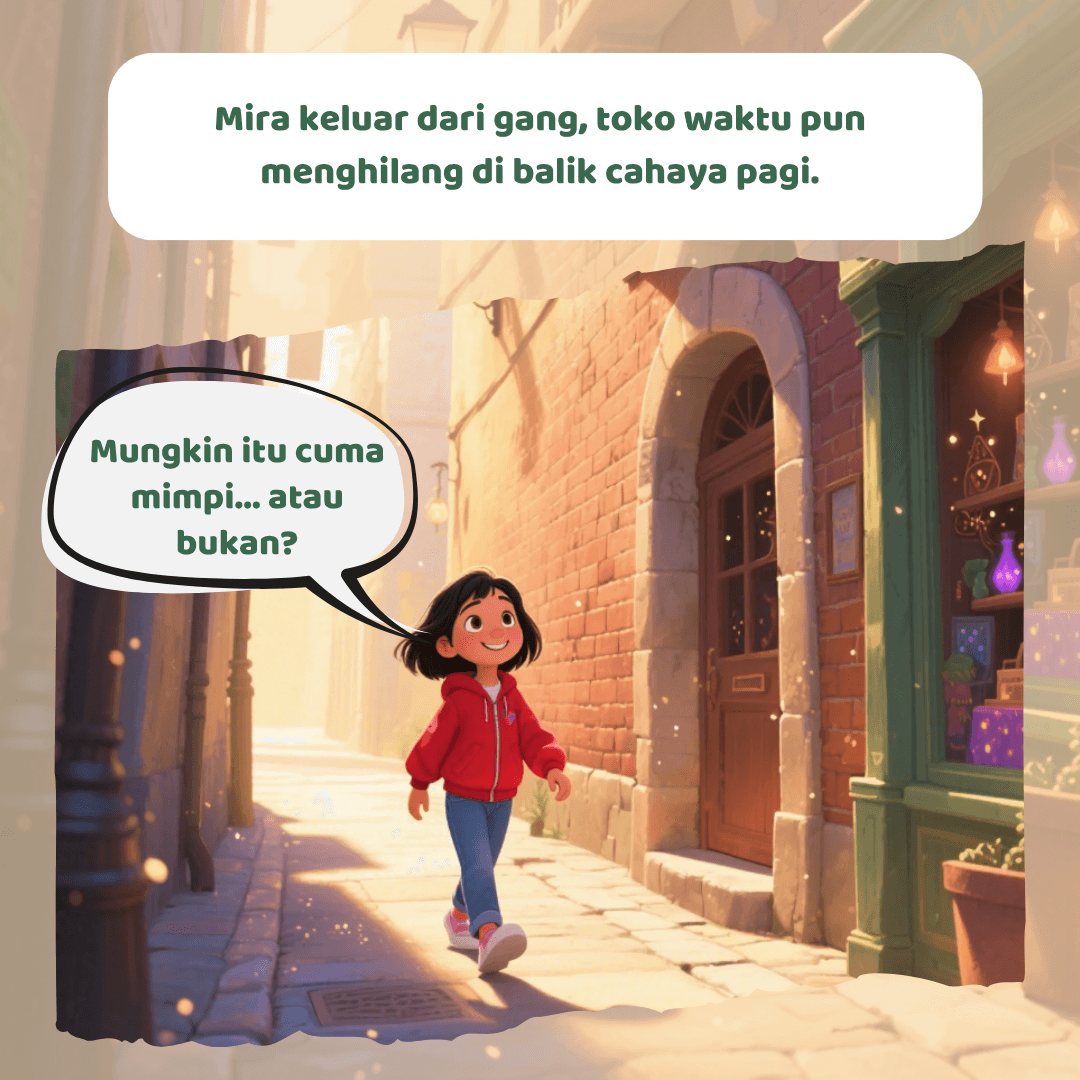 Mira keluar dari gang, toko waktu pun
menghilang di balik cahaya pagi.
Mungkin itu cuma
mimpi... atau
bukan?